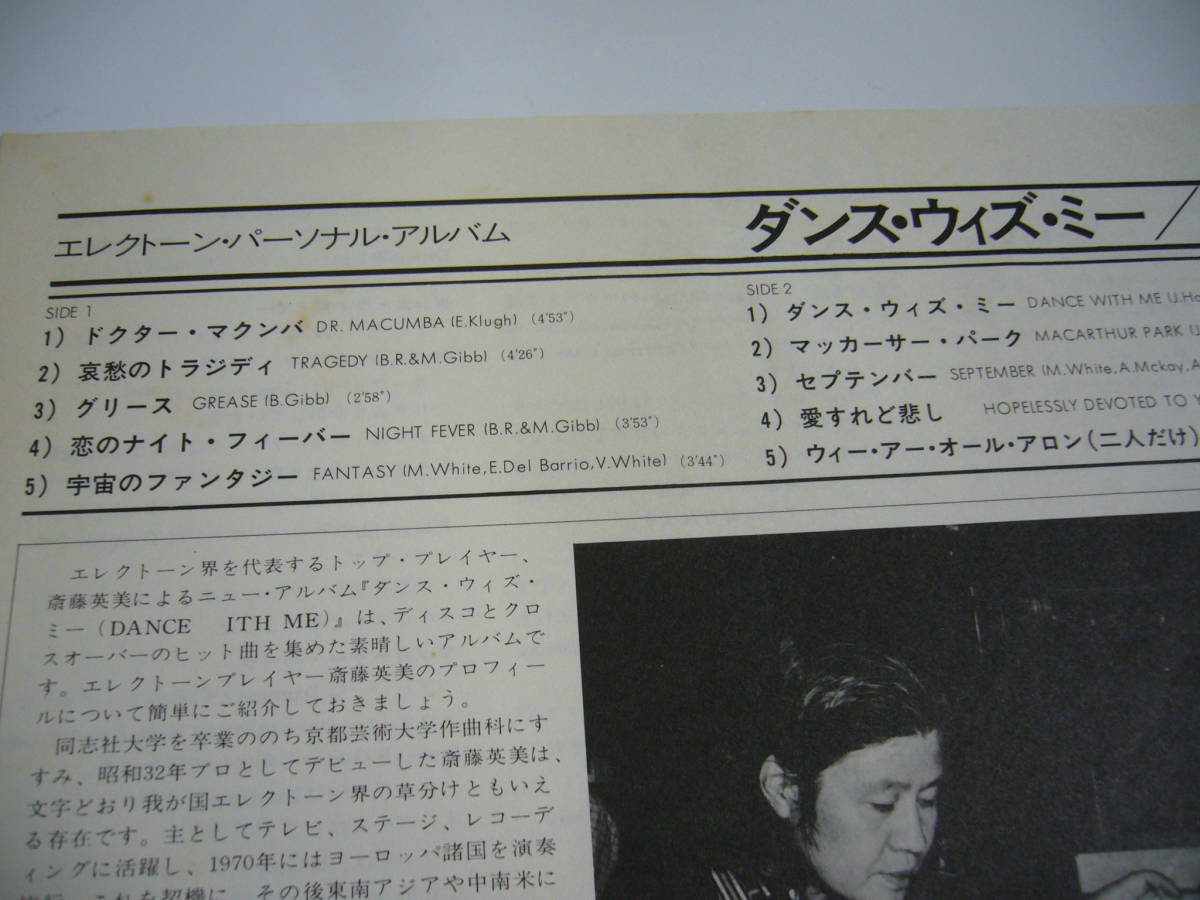 エレクトーン・パーソナル・アルバム
ダンス・ウィズ・ミー/
SIDE 1
1) ドクター・マクンバ DR. MACUMBA (E.Klugh) (4'53")
2) 哀愁のトラジディ TRAGEDY (B.R.&M.Gibb) (4'26")
3) グリース GREASE (B.Gibb) (2'58")
4) 恋のナイト・フィーバー NIGHT FEVER (B.R.&M.Gibb) (3'53")
5) 宇宙のファンタジー FANTASY (M.White,E.Del Barrio,V.White) (3'44")
SIDE 2
1) ダンス・ウィズ・ミー DANCE WITH ME (J.Ha
2) マッカーサー・パーク MACARTHUR PARK (J
3) セプテンバー SEPTEMBER (M.White,A.Mckay,A
4) 愛すれど悲し HOPELESSLY DEVOTED TO Y
5) ウィー・アー・オール・アロン(二人だけ)
エレクトーン界を代表するトップ・プレイヤー、
斎藤英美によるニュー・アルバム『ダンス・ウィズ・
ミー(DANCE ITH ME)』は、ディスコとクロ
スオーバーのヒット曲を集めた素晴しいアルバムで
す。エレクトーンプレイヤー斎藤英美のプロフィー
ルについて簡単にご紹介しておきましょう。
同志社大学を卒業ののち京都芸術大学作曲科にす
すみ、昭和32年プロとしてデビューした斎藤英美は、
文字どおり我が国エレクトーン界の草分けともいえ
る存在です。主としてテレビ、ステージ、レコーデ
ィングに活躍し、1970年にはヨーロッパ諸国を演奏
これを契機に、その後東南アジアや中南米に